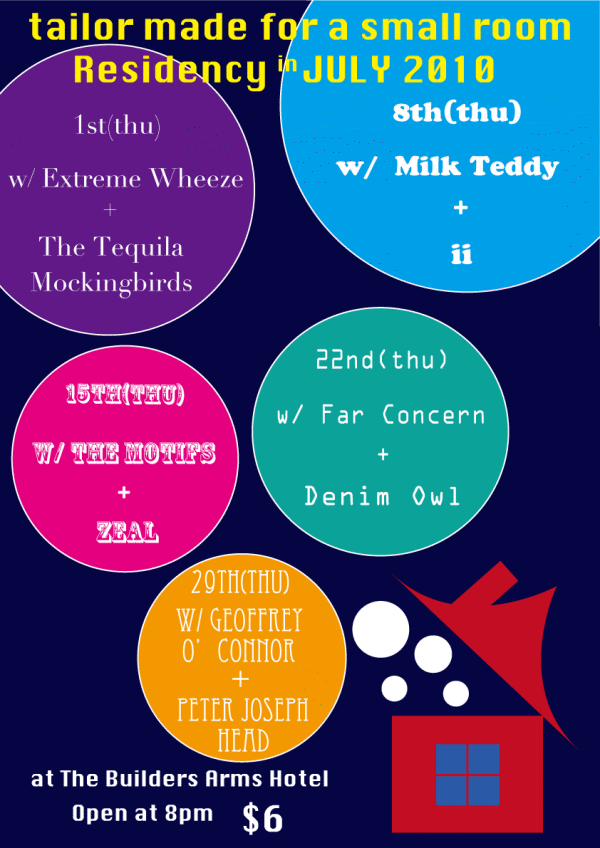 tailor made for a small room
Residency in JULY 2010
1st(thu)
w/ Extreme Wheeze
+
The Tequila
Mockingbirds
8th(thu)
w/ Milk Teddy
+
ii
15TH(THU)
W/ THE MOTIFS
+
ZEAL
22nd(thu)
w/ Far Concern
+
Denim Owl
29TH(THU)
W/ GEOFFREY
O' CONNOR
+
PETER JOSEPH
HEAD
at The Builders Arms Hotel
Open at 8pm $6